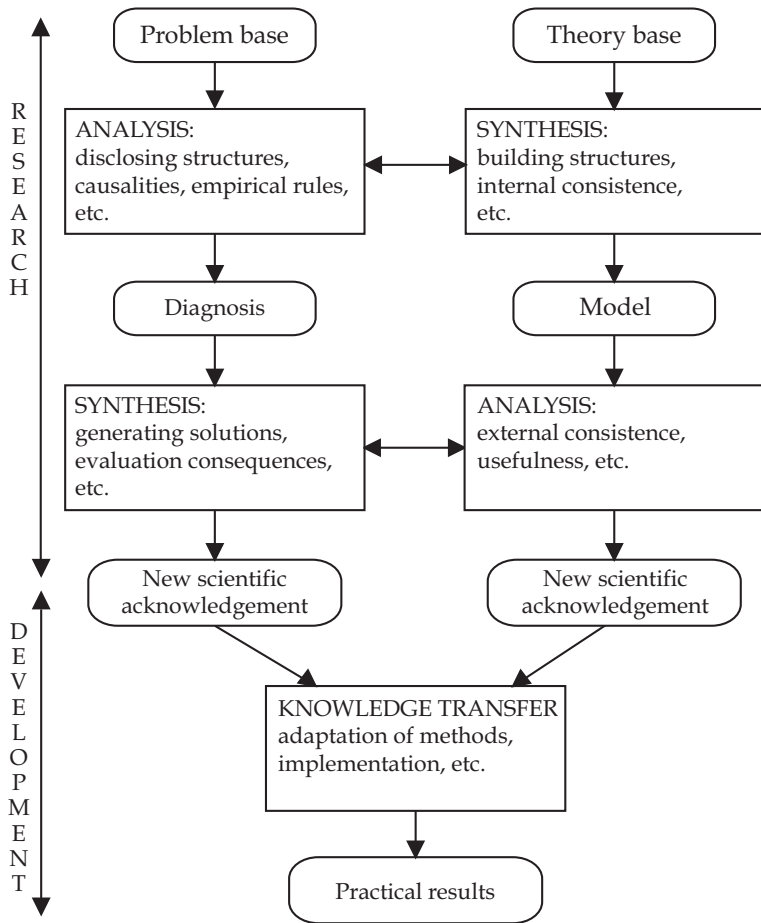 RESEARCH
DEVELOPMENT
Problem base
Theory base
ANALYSIS:
disclosing structures,
causalities, empirical rules,
etc.
SYNTHESIS:
building structures,
internal consistence,
etc.
Diagnosis
Model
SYNTHESIS:
generating solutions,
evaluation consequences,
etc.
ANALYSIS:
external consistence,
usefulness, etc.
New scientific
acknowledgement
New scientific
acknowledgement
KNOWLEDGE TRANSFER
adaptation of methods,
implementation, etc.
Practical results